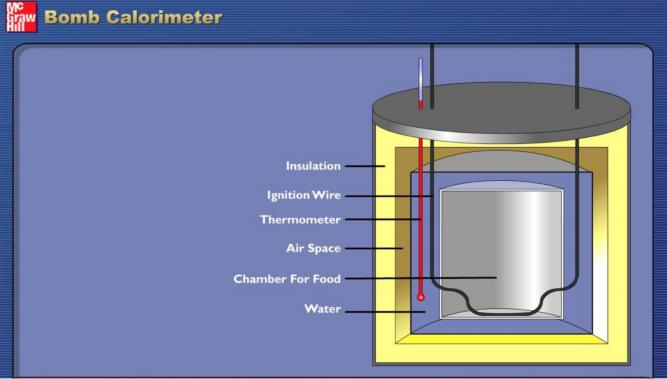 Mc
Graw
Hill
Bomb Calorimeter
Insulation
Ignition Wire
Thermometer
Air Space
Chamber For Food
Water